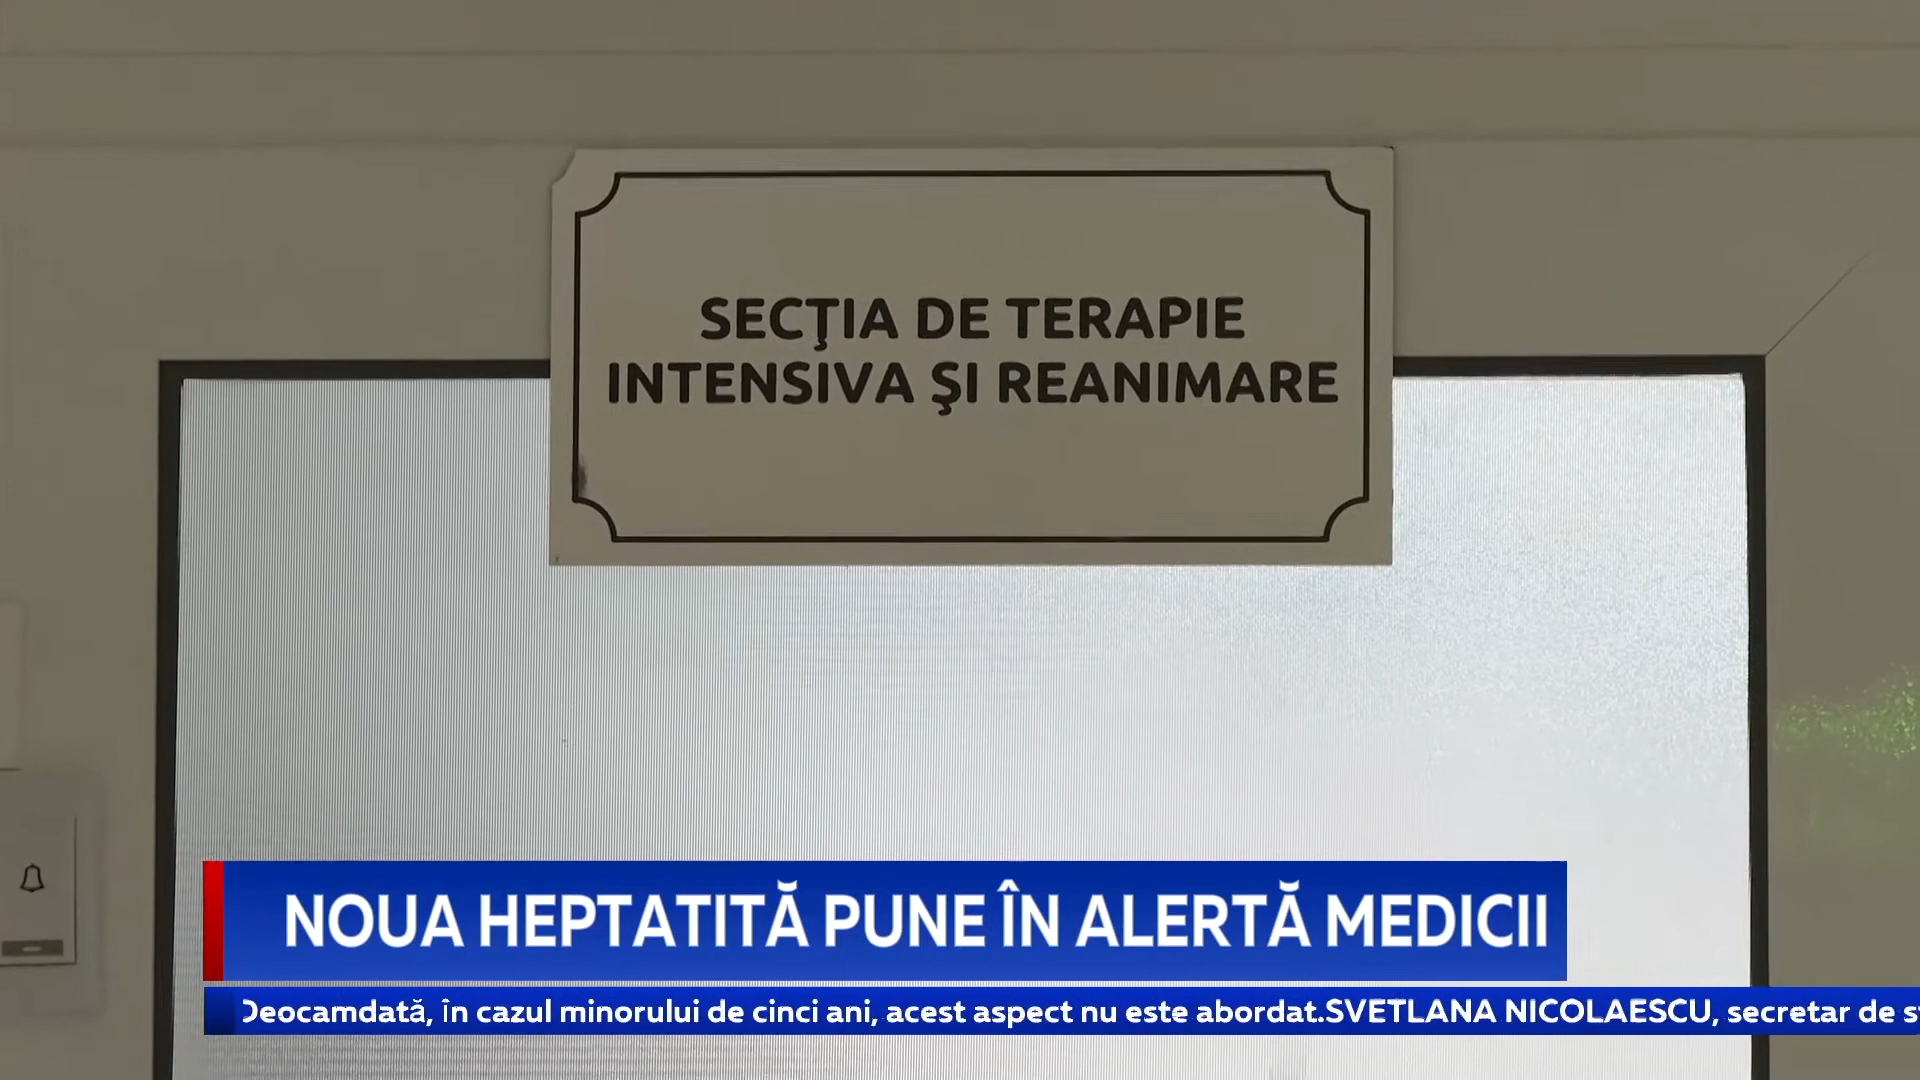 SECŢIA DE TERAPIE
INTENSIVA ŞI REANIMARE
NOUA HEPTATITĂ PUNE ÎN ALERTĂ MEDICII
Deocamdată, în cazul minorului de cinci ani, acest aspect nu este abordat.SVETLANA NICOLAESCU, secretar de